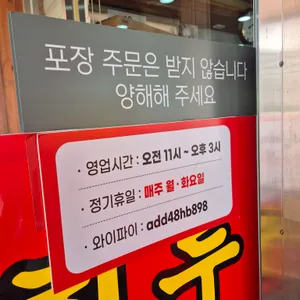 포장 주문은 받지 않습니다
양해해 주세요
· 영업시간 : 오전 11시 ~ 오후 3시
· 정기휴일 : 매주 월 · 화요일
· 와이파이 : add48hb898